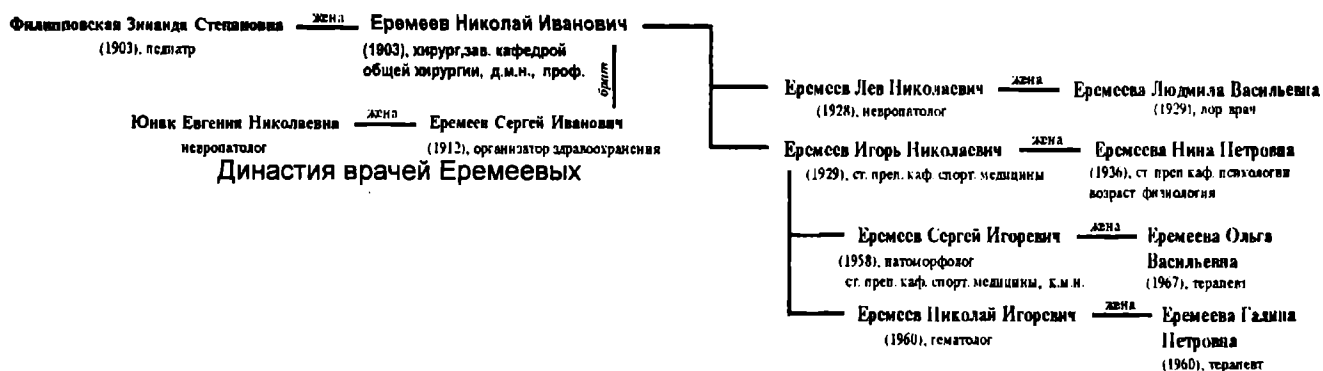 Филипповская Зинаида Степановна жена Еремеев Николай Иванович
(1903), педиатр
(1903), хирург,зав. кафедрой
общей хирургии, д.м.н., проф.
брат
Юнак Евгения Николаевна жена Еремеев Сергей Иванович
невропатолог
(1912), организатор здравоохранения
Династия врачей Еремеевых
Еремеев Лев Николаевич жена Еремеева Людмила Васильевна
(1928), невропатолог
(1929), лор врач
Еремеев Игорь Николаевич жена Еремеева Нина Петровна
(1929), ст. преп. каф. спорт. медицины
(1936), ст преп каф. психологии
возраст физиология
Еремеев Сергей Игоревич жена Еремеева Ольга
Васильевна
(1958), патоморфолог
ст. преп. каф. спорт. медицины, к.м.н.
(1967), терапевт
Еремеев Николай Игоревич жена Еремеева Галина
Петровна
(1960), гематолог
(1960), терапевт